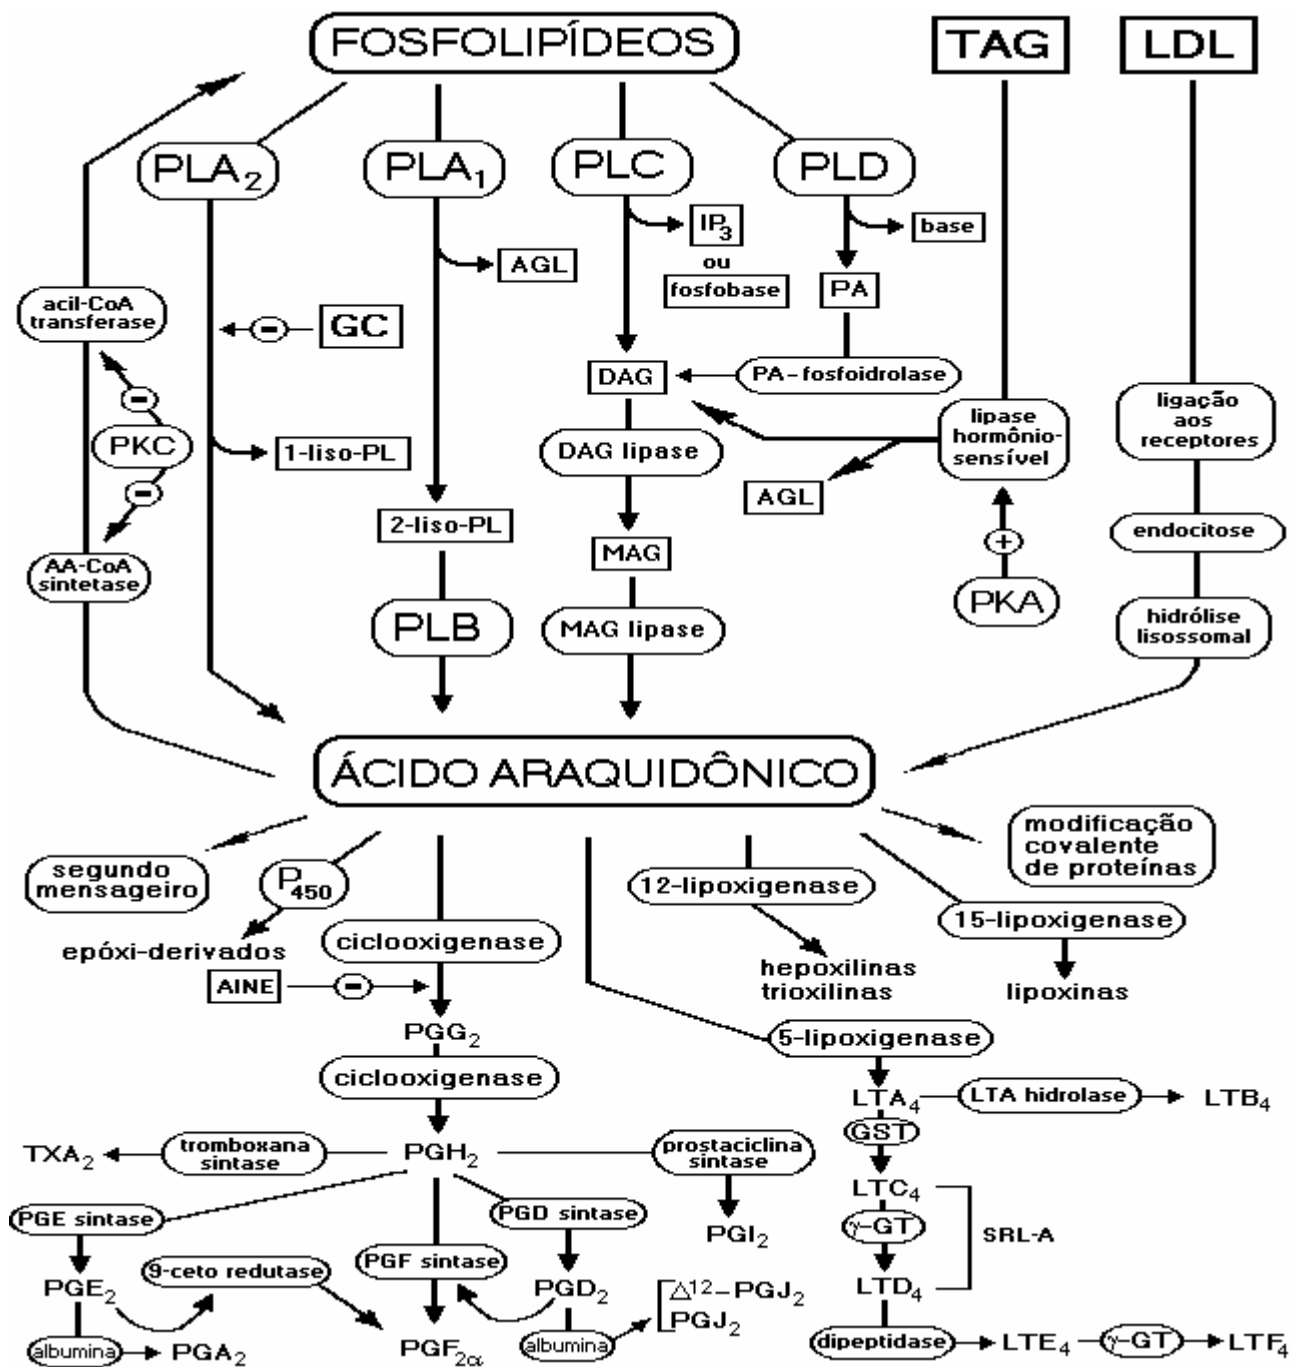 FOSFOLIPÍDEOS
TAG
LDL
PLA2
PLA1
PLC
PLD
IP3
ou
fosfobase
base
AGL
PA
acil-CoA
transferase
GC
DAG
PA-fosfoidrolase
lipase
hormônio-
sensível
ligação
aos
receptores
PKC
1-liso-PL
DAG lipase
AGL
2-liso-PL
MAG
endocitose
AA-CoA
sintetase
PLB
MAG lipase
PKA
hidrólise
lisossomal
ÁCIDO ARAQUIDÔNICO
segundo
mensageiro
P450
epóxi-derivados
ciclooxigenase
12-lipoxigenase
hepoxilinas
trioxilinas
15-lipoxigenase
lipoxinas
modificação
covalente
de proteínas
AINE
PGG2
ciclooxigenase
5-lipoxigenase
LTA4
LTA hidrolase
LTB4
GST
TXA2
tromboxana
sintase
PGH2
prostaciclina
sintase
PGI2
LTC4
γ-GT
SRL-A
LTD4
PGE sintase
PGD sintase
PGF sintase
9-ceto redutase
PGE2
PGD2
Δ12-PGJ2
PGJ2
albumina
PGA2
PGF2α
albumina
dipeptidase
LTE4
γ-GT
LTF4